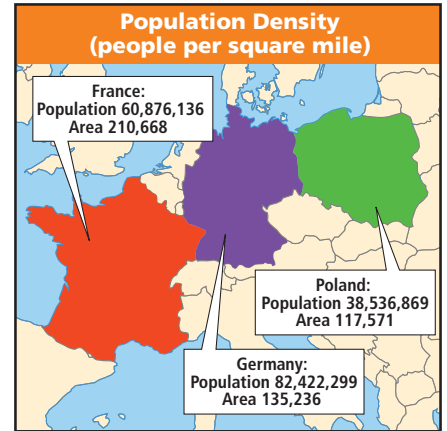 Population Density
(people per square mile)
France:
Population 60,876,136
Area 210,668
Poland:
Population 38,536,869
Area 117,571
Germany:
Population 82,422,299
Area 135,236